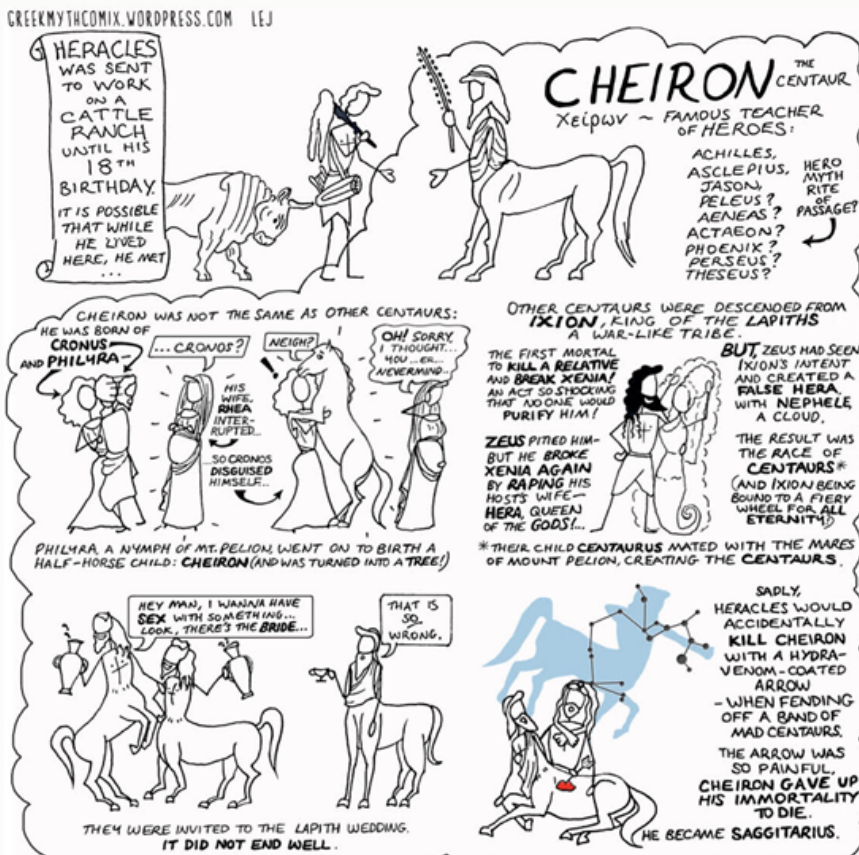 GREEKMYTHCOMIX.WORDPRESS.COM LEJ
HERACLES
WAS SENT
TO WORK
ON A
CATTLE
RANCH
UNTIL HIS
18TH
BIRTHDAY.
IT IS POSSIBLE
THAT WHILE
HE LIVED
HERE, HE MET
...
CHEIRON THE CENTAUR
Χείρων ~ FAMOUS TEACHER
OF HEROES:
ACHILLES,
ASCLEPIUS,
JASON,
PELEUS?
AENEAS?
ACTAEON?
PHOENIX?
PERSEUS?
THESEUS?
HERO
MYTH
RITE
OF
PASSAGE?
CHEIRON WAS NOT THE SAME AS OTHER CENTAURS:
HE WAS BORN OF
CRONUS
AND PHILYRA-
... CRONOS?
HIS
WIFE,
RHEA
INTER-
RUPTED...
...SO CRONOS
DISGUISED
HIMSELF...
!
NEIGH?
OH! SORRY,
I THOUGHT...
YOU...ER...
NEVERMIND...
PHILYRA, A NYMPH OF MT. PELION, WENT ON TO BIRTH A
HALF-HORSE CHILD: CHEIRON (AND WAS TURNED INTO A TREE!)
OTHER CENTAURS WERE DESCENDED FROM
IXION, KING OF THE LAPITHS
A WAR-LIKE TRIBE.
THE FIRST MORTAL
TO KILL A RELATIVE
AND BREAK XENIA!
AN ACT SO SHOCKING
THAT NO ONE WOULD
PURIFY HIM!
ZEUS PITIED HIM-
BUT HE BROKE
XENIA AGAIN
BY RAPING HIS
HOST'S WIFE-
HERA, QUEEN
OF THE GODS!...
BUT, ZEUS HAD SEEN
IXION'S INTENT
AND CREATED A
FALSE HERA
WITH NEPHELE,
A CLOUD.
THE RESULT WAS
THE RACE OF
CENTAURS*
(AND IXION BEING
BOUND TO A FIERY
WHEEL FOR ALL
ETERNITY!)
*THEIR CHILD CENTAURUS MATED WITH THE MARES
OF MOUNT PELION, CREATING THE CENTAURS.
HEY MAN, I WANNA HAVE
SEX WITH SOMETHING...
LOOK, THERE'S THE BRIDE...
THAT IS
SO
WRONG.
THEY WERE INVITED TO THE LAPITH WEDDING.
IT DID NOT END WELL.
SADLY,
HERACLES WOULD
ACCIDENTALLY
KILL CHEIRON
WITH A HYDRA-
VENOM-COATED
ARROW
-WHEN FENDING
OFF A BAND OF
MAD CENTAURS.
THE ARROW WAS
SO PAINFUL,
CHEIRON GAVE UP
HIS IMMORTALITY
TO DIE.
HE BECAME SAGGITARIUS.